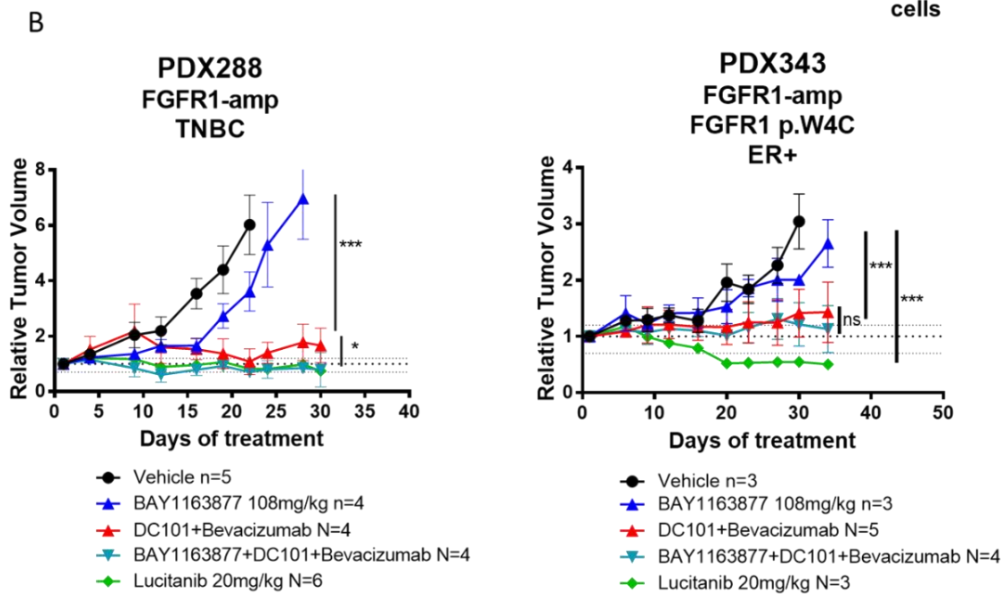 cells
B
PDX288
FGFR1-amp
TNBC
Relative Tumor Volume
8
6
4
2
0
***
*
0 5 10 15 20 25 30 35 40
Days of treatment
Vehicle n=5
BAY1163877 108mg/kg n=4
DC101+Bevacizumab N=4
BAY1163877+DC101+Bevacizumab N=4
Lucitanib 20mg/kg N=6
PDX343
FGFR1-amp
FGFR1 p.W4C
ER+
Relative Tumor Volume
4
3
2
1
0
***
***
ns
0 10 20 30 40 50
Days of treatment
Vehicle n=3
BAY1163877 108mg/kg n=3
DC101+Bevacizumab N=5
BAY1163877+DC101+Bevacizumab N=4
Lucitanib 20mg/kg N=3